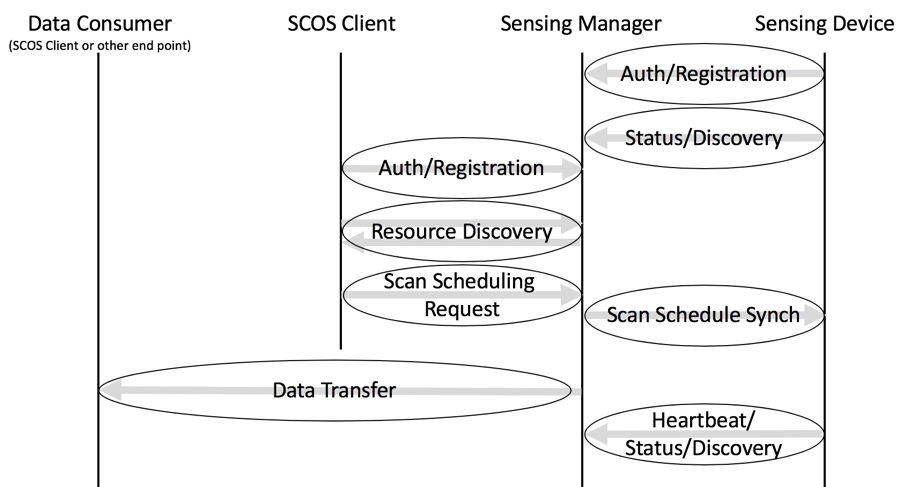 Data Consumer
(SCOS Client or other end point)
SCOS Client
Sensing Manager
Sensing Device
Auth/Registration
Status/Discovery
Auth/Registration
Resource Discovery
Scan Scheduling
Request
Scan Schedule Synch
Data Transfer
Heartbeat/
Status/Discovery